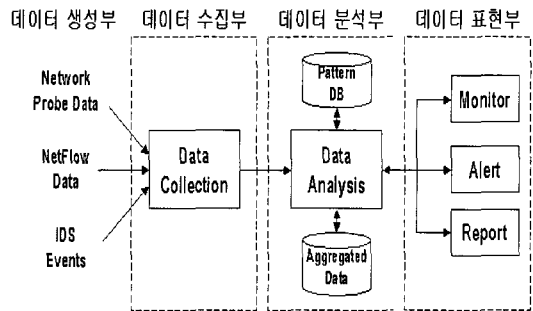 데이터 생성부
데이터 수집부
데이터 분석부
데이터 표현부
Network
Probe Data
NetFlow
Data
IDS
Events
Data
Collection
Pattern
DB
Data
Analysis
Aggregated
Data
Monitor
Alert
Report